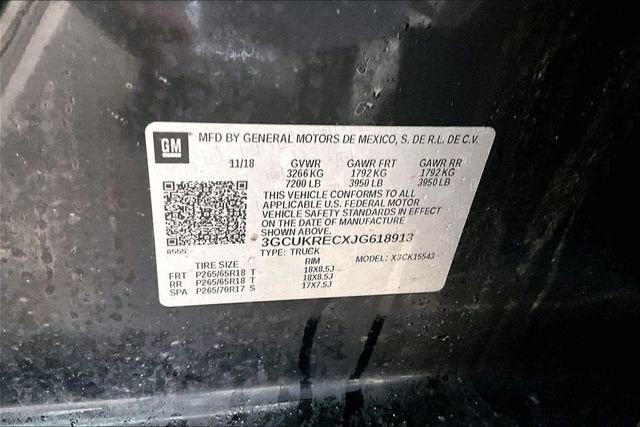 GM MFD BY GENERAL MOTORS DE MEXICO, S. DE R.L. DE C.V.
11/18 GVWR GAWR FRT GAWR RR
3266 KG 1792 KG 1792 KG
7200 LB 3950 LB 3950 LB
THIS VEHICLE CONFORMS TO ALL
APPLICABLE U.S. FEDERAL MOTOR
VEHICLE SAFETY STANDARDS IN EFFECT
ON THE DATE OF MANUFACTURE
SHOWN ABOVE.
3GCUKRECXJG618913
8555 TYPE: TRUCK MODEL: X3CK15543
TIRE SIZE RIM
FRT P265/65R18 T 18X8.5J
RR P265/65R18 T 18X8.5J
SPA P265/70R17 S 17X7.5J